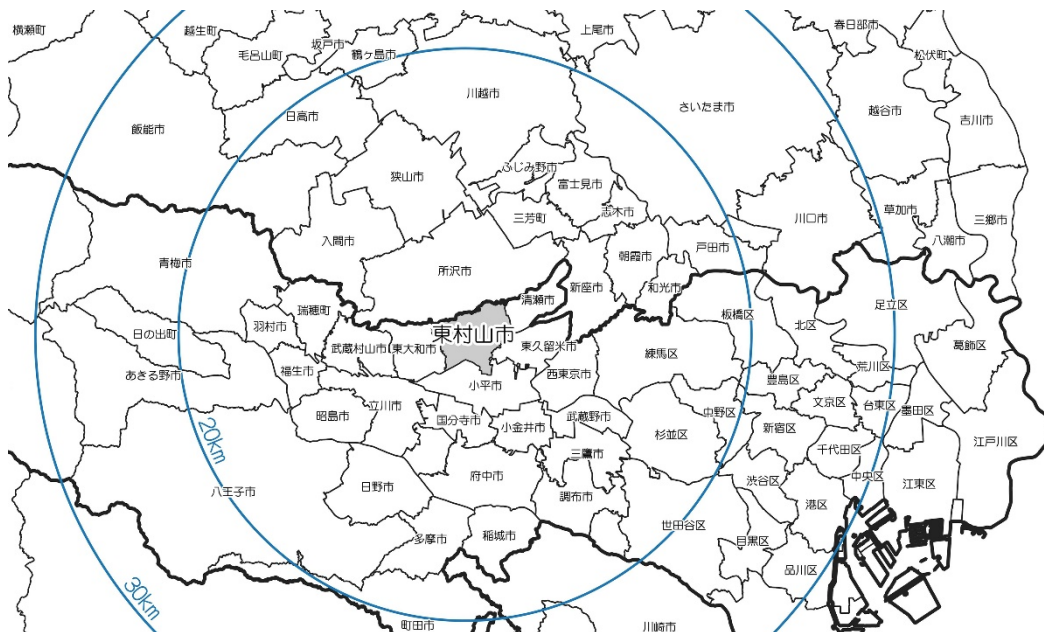 横瀬町
越生町
坂戸市
鶴ヶ島市
上尾市
春日部市
松伏町
毛呂山町
川越市
さいたま市
越谷市
吉川市
飯能市
日高市
狭山市
ふじみ野市
富士見市
三芳町
志木市
川口市
草加市
三郷市
八潮市
入間市
所沢市
朝霞市
戸田市
青梅市
新座市
和光市
清瀬市
足立区
瑞穂町
羽村市
日の出町
武蔵村山市
東大和市
東村山市
東久留米市
練馬区
板橋区
北区
葛飾区
荒川区
あきる野市
福生市
小平市
西東京市
豊島区
文京区
台東区
墨田区
昭島市
立川市
国分寺市
小金井市
武蔵野市
杉並区
中野区
新宿区
千代田区
江戸川区
20km
三鷹市
八王子市
日野市
府中市
調布市
渋谷区
中央区
江東区
港区
世田谷区
多摩市
稲城市
目黒区
品川区
30km
町田市
川崎市